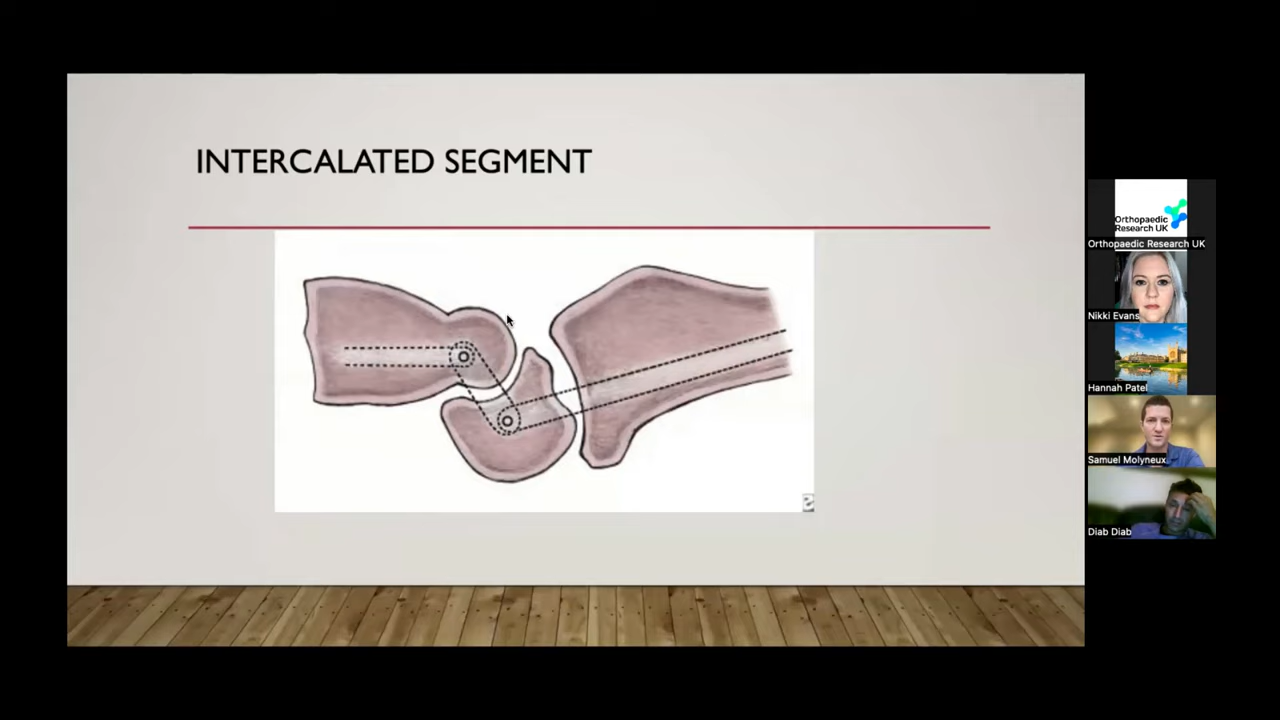 INTERCALATED SEGMENT
Orthopaedic
Research UK
Orthopaedic Research UK
Nikki Evans
Hannah Patel
Samuel Molyneux
Diab Diab